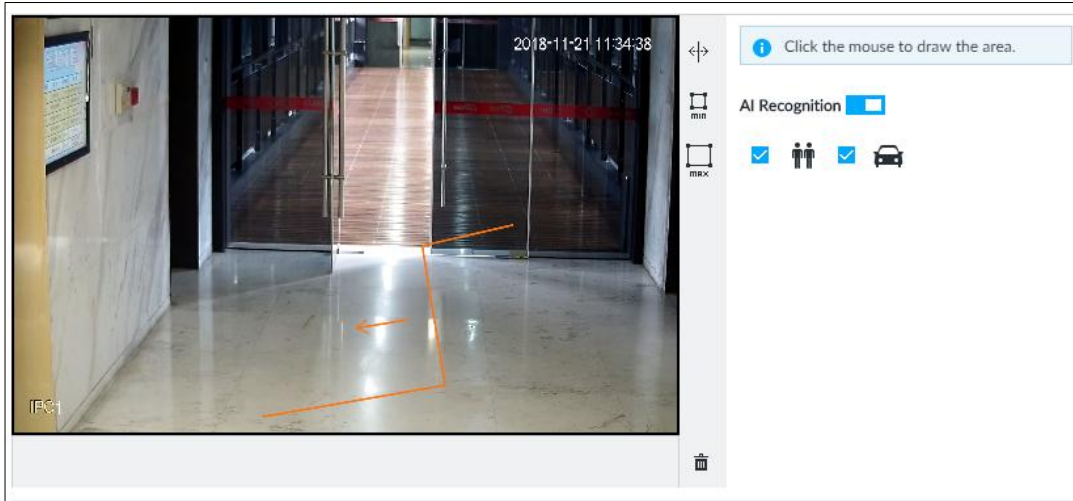 2018-11-21 11:34:38
IPC1
min
max
Click the mouse to draw the area.
AI Recognition